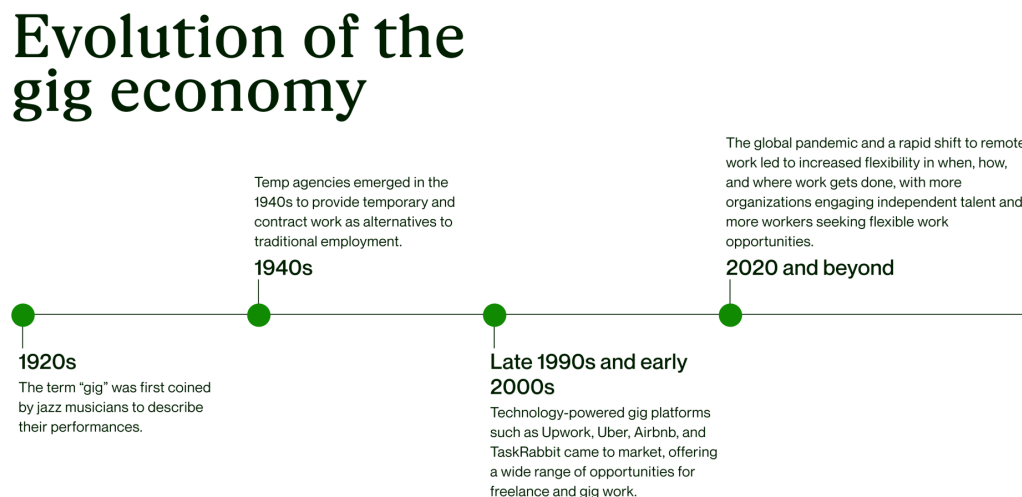 Evolution of the
gig economy
1920s
The term “gig” was first coined
by jazz musicians to describe
their performances.
Temp agencies emerged in the
1940s to provide temporary and
contract work as alternatives to
traditional employment.
1940s
Late 1990s and early
2000s
Technology-powered gig platforms
such as Upwork, Uber, Airbnb, and
TaskRabbit came to market, offering
a wide range of opportunities for
freelance and gig work.
The global pandemic and a rapid shift to remote
work led to increased flexibility in when, how,
and where work gets done, with more
organizations engaging independent talent and
more workers seeking flexible work
opportunities.
2020 and beyond